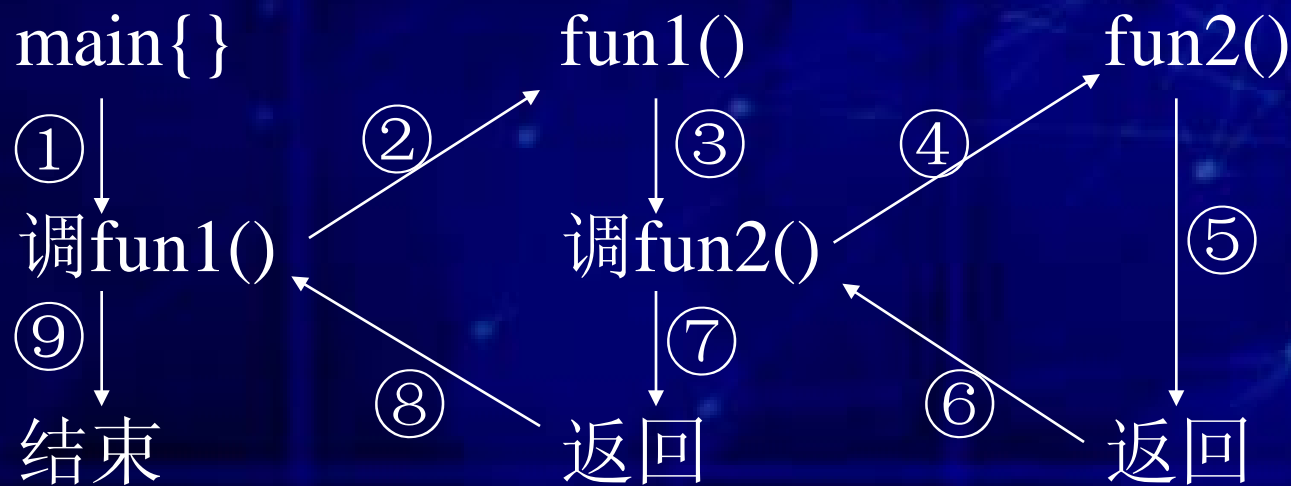 main{} fun1() fun2()
① ② ③ ④
调fun1() 调fun2() ⑤
⑨ ⑧ ⑦ ⑥
结束 返回 返回